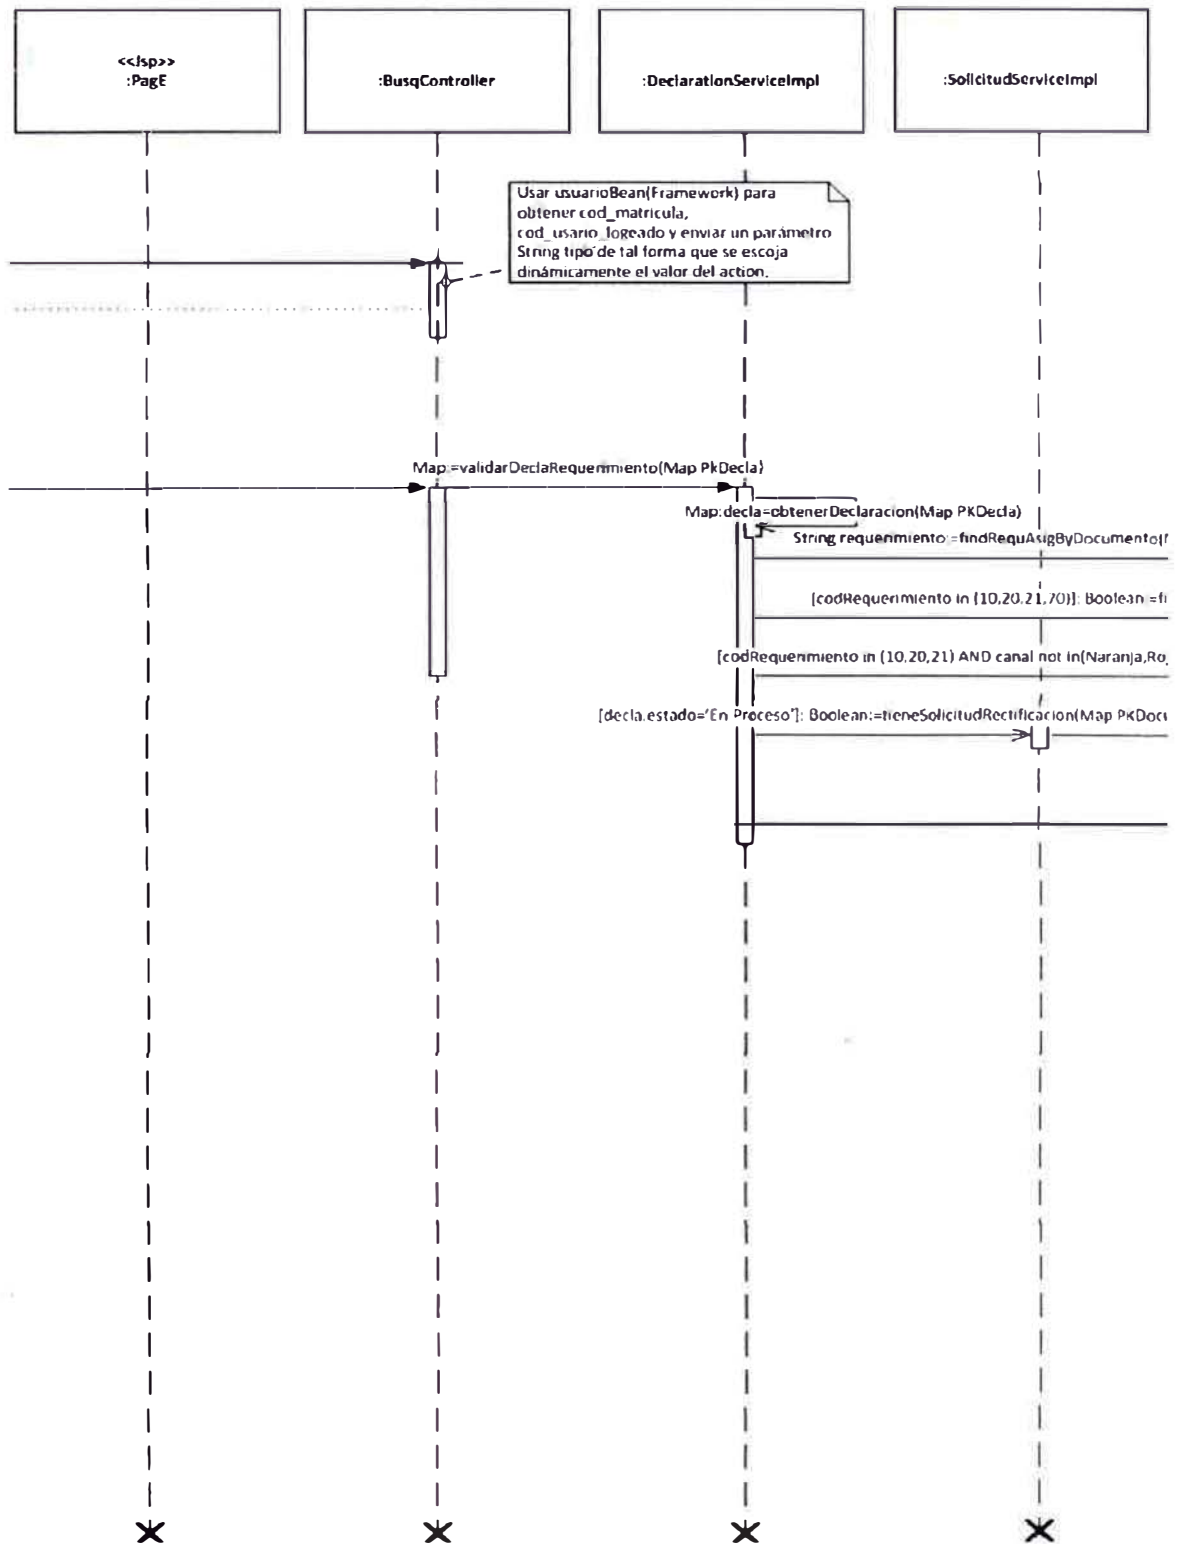 <<Jsp>>
:PagE
:BusqController
:DeclarationServiceImpl
:SolicitudServiceImpl
Usar usuarioBean(Framework) para
obtener cod_matricula,
cod_usario_logeado y enviar un parámetro
String tipo de tal forma que se escoja
dinámicamente el valor del action.
Map:=validarDeclaRequerimiento(Map PkDecla)
Map:decla=obtenerDeclaracion(Map PKDecla)
String requerimiento:=findRequAsigByDocumento(
[codRequerimiento in (10,20,21,70)]: Boolean:=fi
[codRequerimiento in (10,20,21) AND canal not in(Naranja,Ro
[decla.estado='En Proceso']: Boolean:=tieneSolicitudRectificacion(Map PKDocu